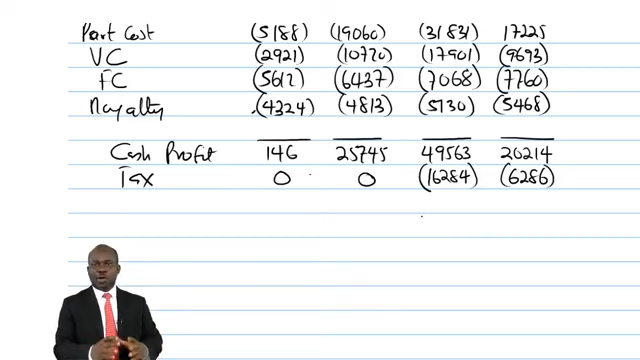 Part Cost (5188) (19060) (31831) 17225
VC (2921) (10720) (17901) (9693)
FC (5612) (6437) (7068) (7760)
Royalty (4324) (4813) (5130) (5468)
Cash Profit 146 25745 49563 20214
Tax 0 0 (16284) (6286)